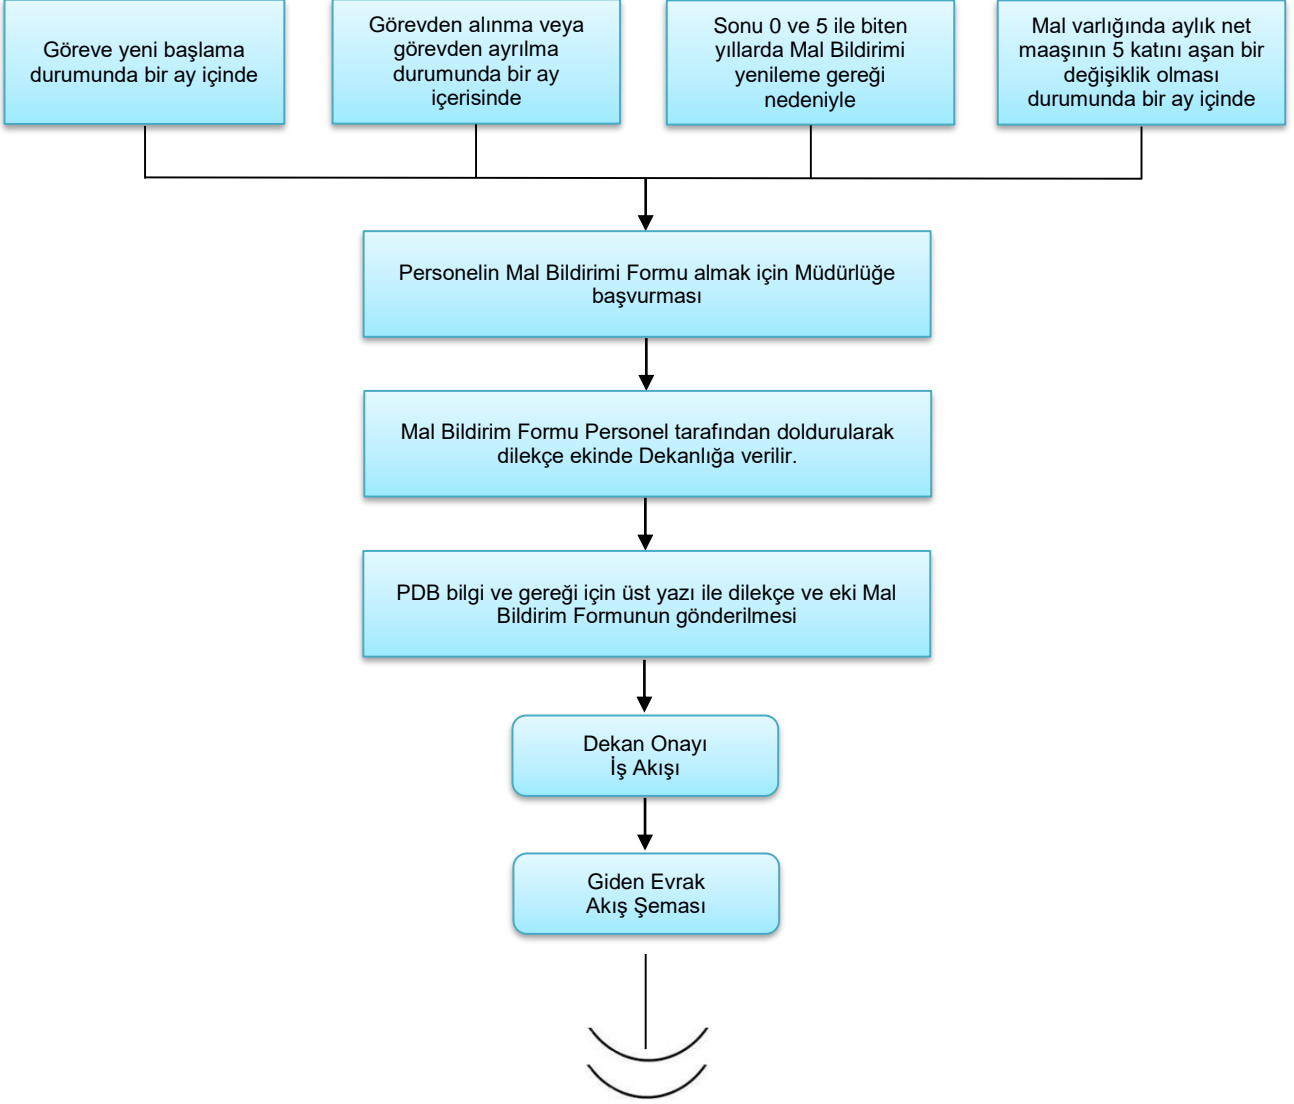 Göreve yeni başlama
durumunda bir ay içinde
Görevden alınma veya
görevden ayrılma
durumunda bir ay
içerisinde
Sonu 0 ve 5 ile biten
yıllarda Mal Bildirimi
yenileme gereği
nedeniyle
Mal varlığında aylık net
maaşının 5 katını aşan bir
değişiklik olması
durumunda bir ay içinde
Personelin Mal Bildirimi Formu almak için Müdürlüğe
başvurması
Mal Bildirim Formu Personel tarafından doldurularak
dilekçe ekinde Dekanlığa verilir.
PDB bilgi ve gereği için üst yazı ile dilekçe ve eki Mal
Bildirim Formunun gönderilmesi
Dekan Onayı
İş Akışı
Giden Evrak
Akış Şeması